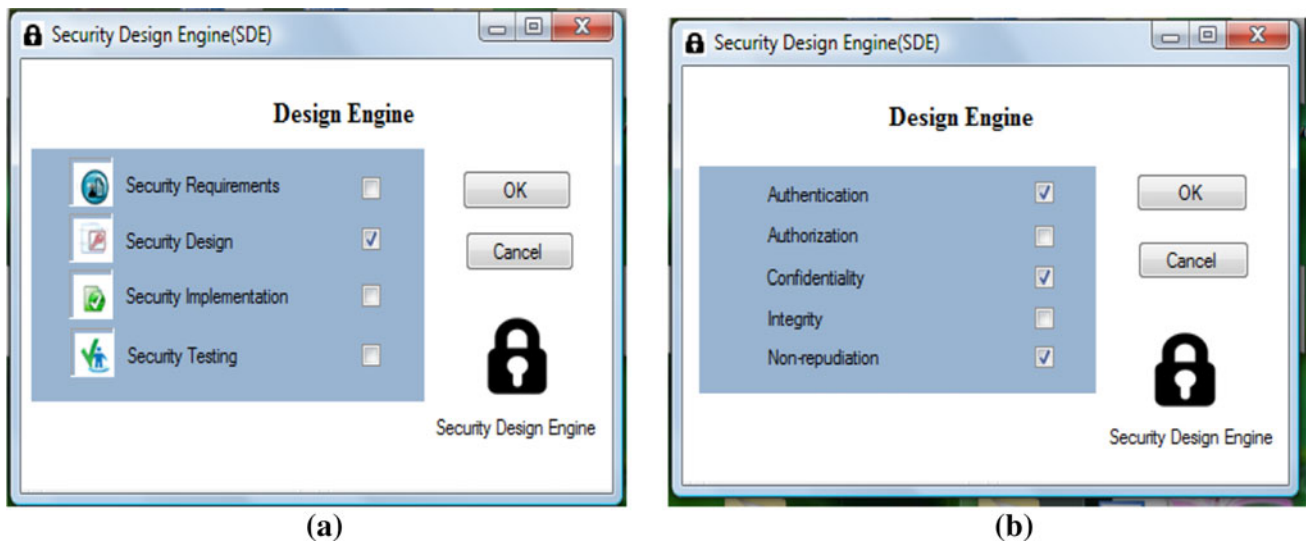 Security Design Engine(SDE)
Design Engine
Security Requirements
Security Design
Security Implementation
Security Testing
OK
Cancel
Security Design Engine
(a)
Security Design Engine(SDE)
Design Engine
Authentication
Authorization
Confidentiality
Integrity
Non-repudiation
OK
Cancel
Security Design Engine
(b)